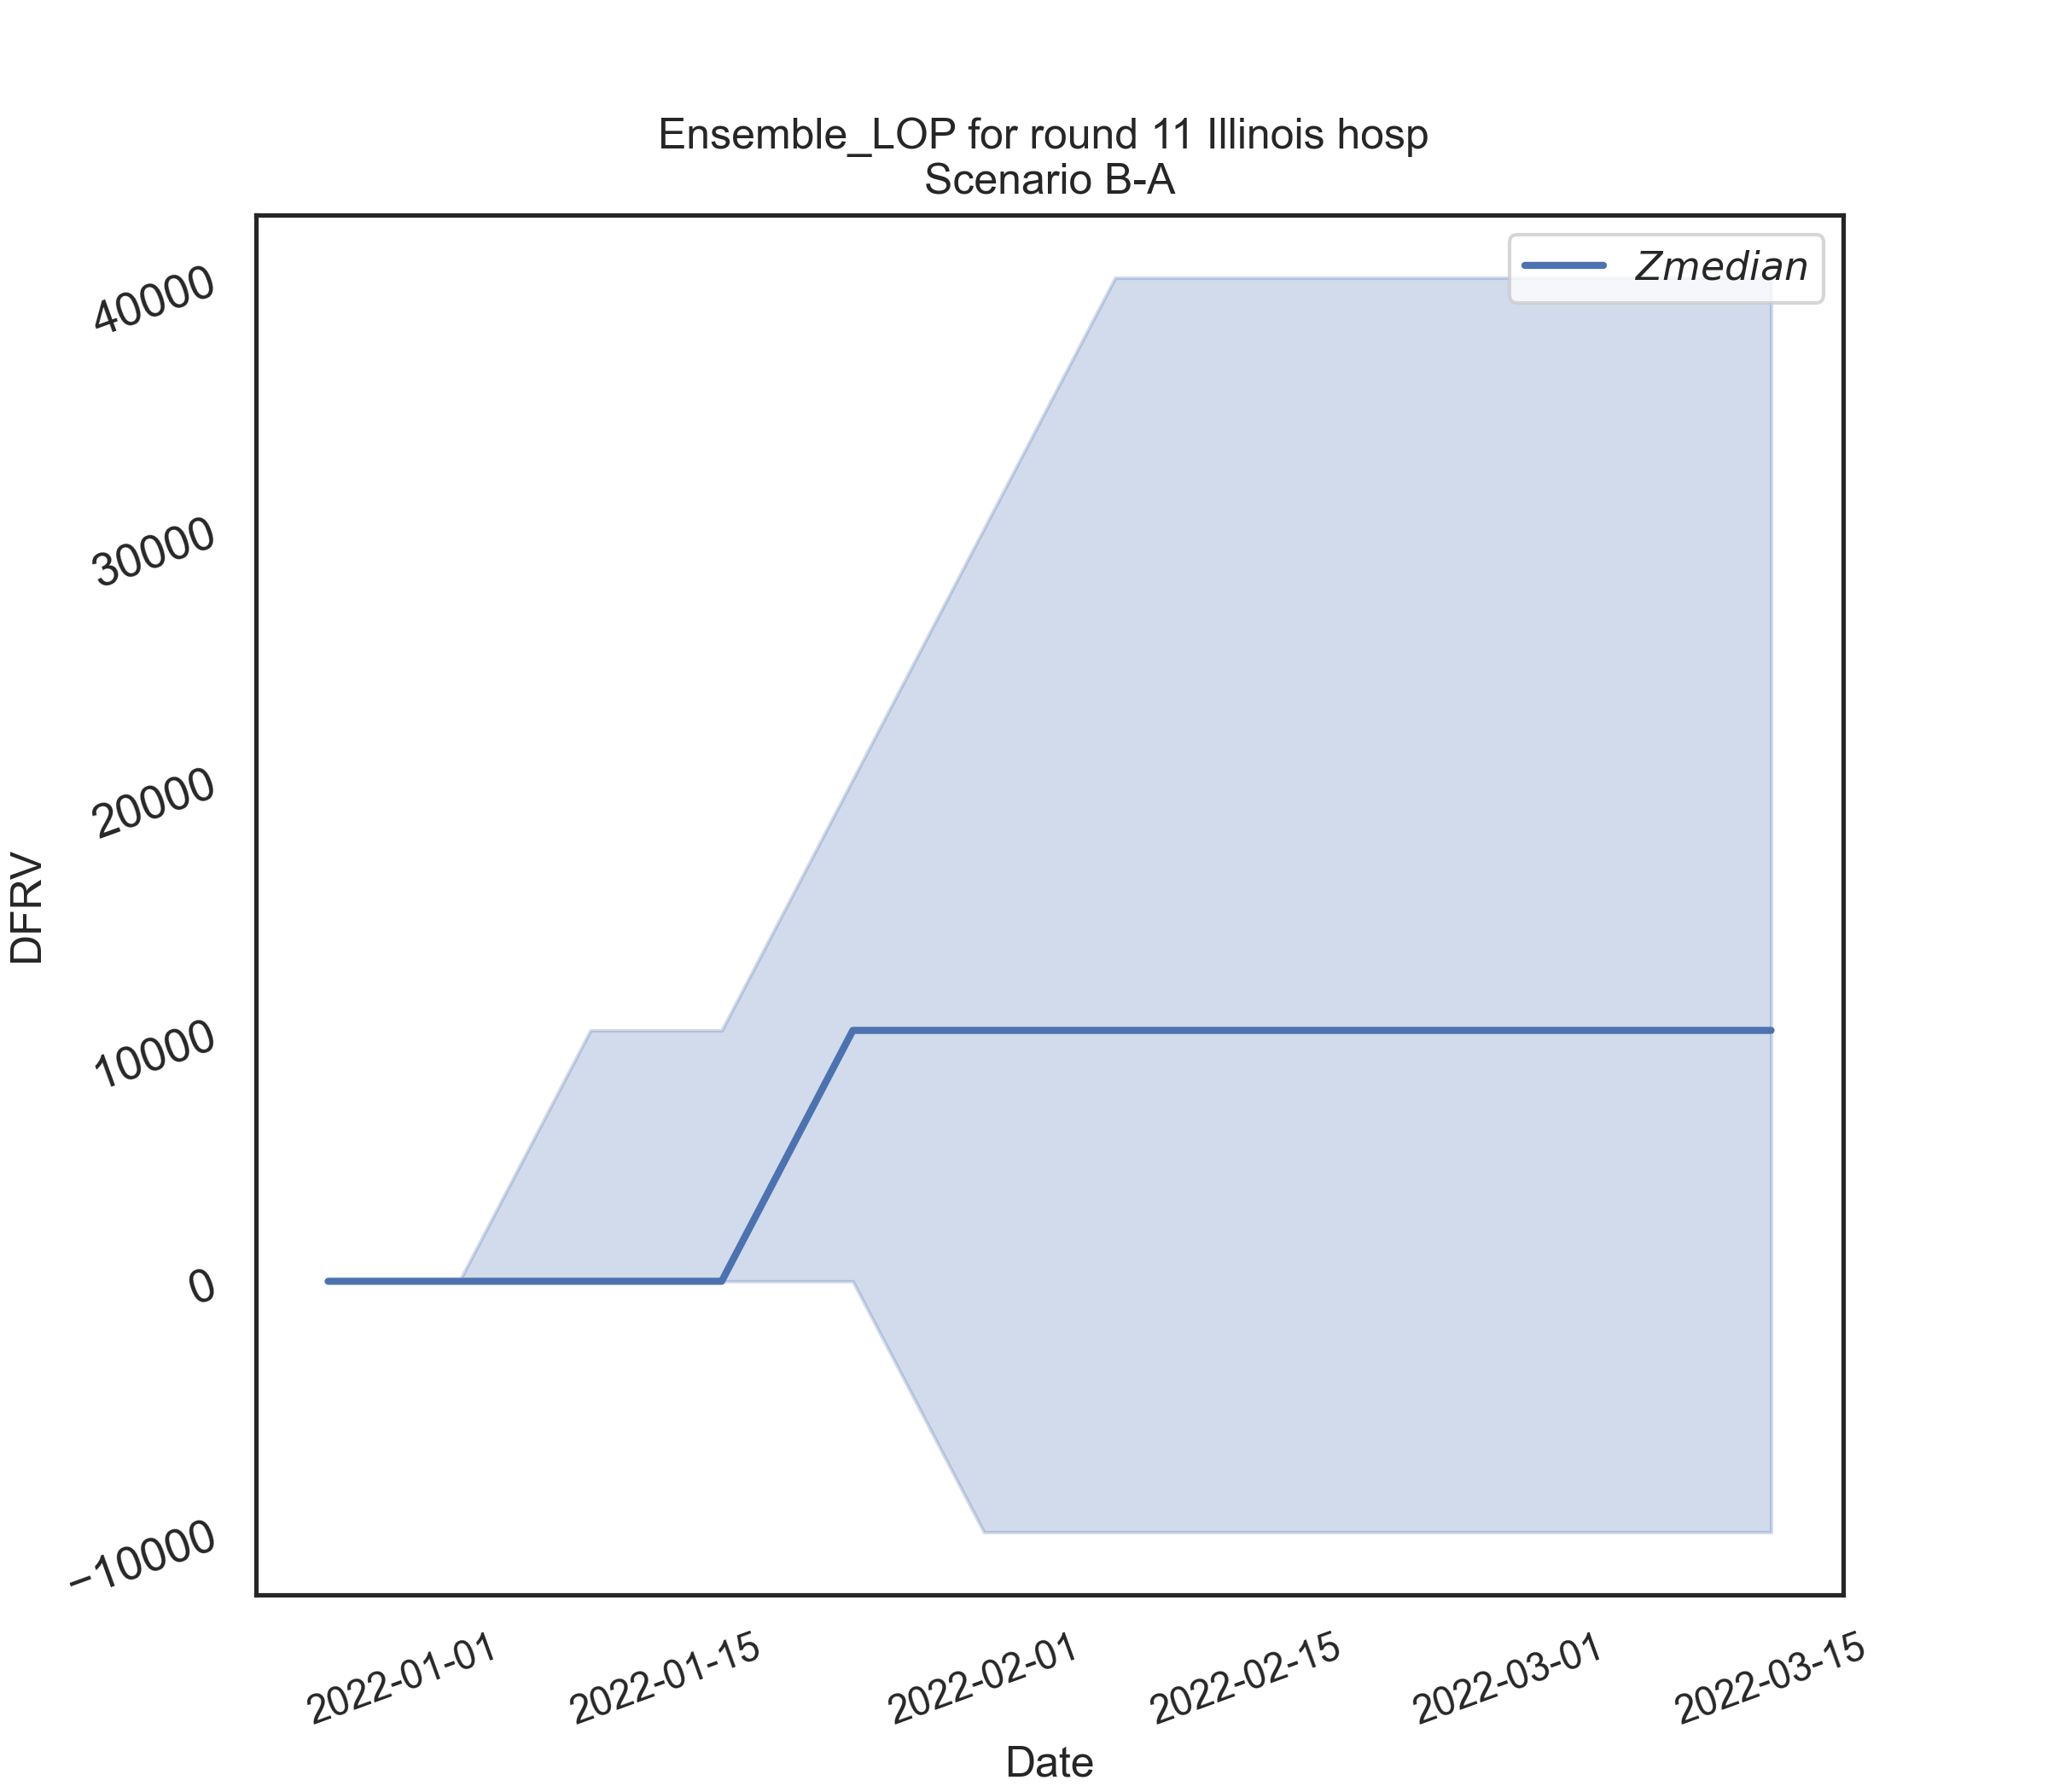 Ensemble_LOP for round 11 Illinois hosp
Scenario B-A
Zmedian
40000
30000
20000
10000
0
−10000
DFRV
2022-01-01
2022-01-15
2022-02-01
2022-02-15
2022-03-01
2022-03-15
Date